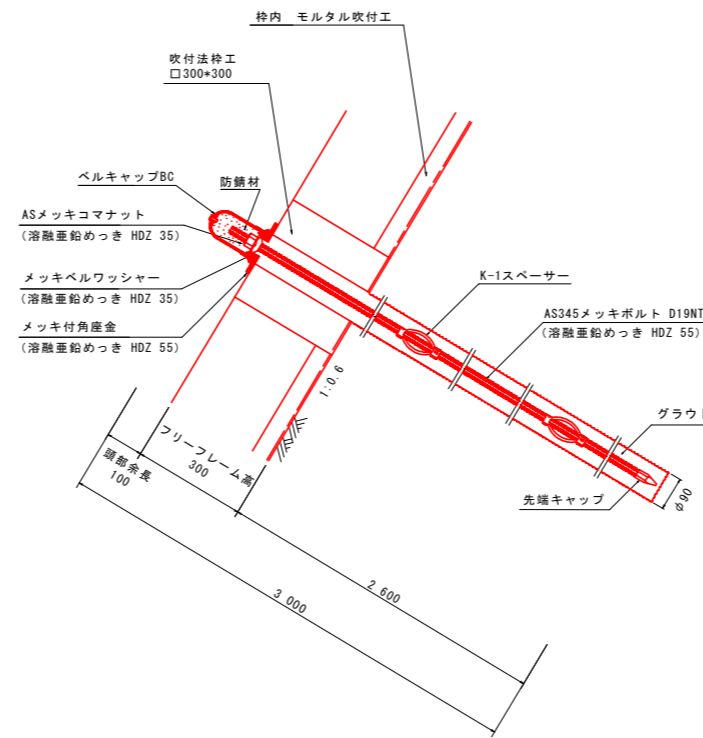 枠内 モルタル吹付工
吹付法枠工
□300*300
ベルキャップBC
防錆材
ASメッキコマナット
(溶融亜鉛めっき HDZ 35)
メッキベルワッシャー
(溶融亜鉛めっき HDZ 35)
メッキ付角座金
(溶融亜鉛めっき HDZ 55)
K-1スペーサー
AS345メッキボルト D19NT
(溶融亜鉛めっき HDZ 55)
1:0.6
グラウト
先端キャップ
φ90
フリーフレーム高
300
頭部余長
100
2 600
3 000